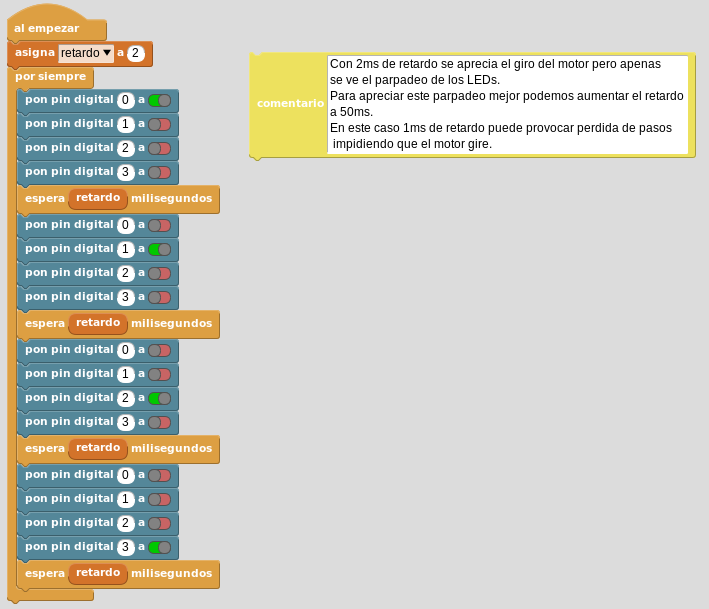 al empezar
asigna retardo ▼ a 2
por siempre
pon pin digital 0 a
pon pin digital 1 a
pon pin digital 2 a
pon pin digital 3 a
espera retardo milisegundos
pon pin digital 0 a
pon pin digital 1 a
pon pin digital 2 a
pon pin digital 3 a
espera retardo milisegundos
pon pin digital 0 a
pon pin digital 1 a
pon pin digital 2 a
pon pin digital 3 a
espera retardo milisegundos
pon pin digital 0 a
pon pin digital 1 a
pon pin digital 2 a
pon pin digital 3 a
espera retardo milisegundos
comentario
Con 2ms de retardo se aprecia el giro del motor pero apenas
se ve el parpadeo de los LEDs.
Para apreciar este parpadeo mejor podemos aumentar el retardo
a 50ms.
En este caso 1ms de retardo puede provocar perdida de pasos
impidiendo que el motor gire.